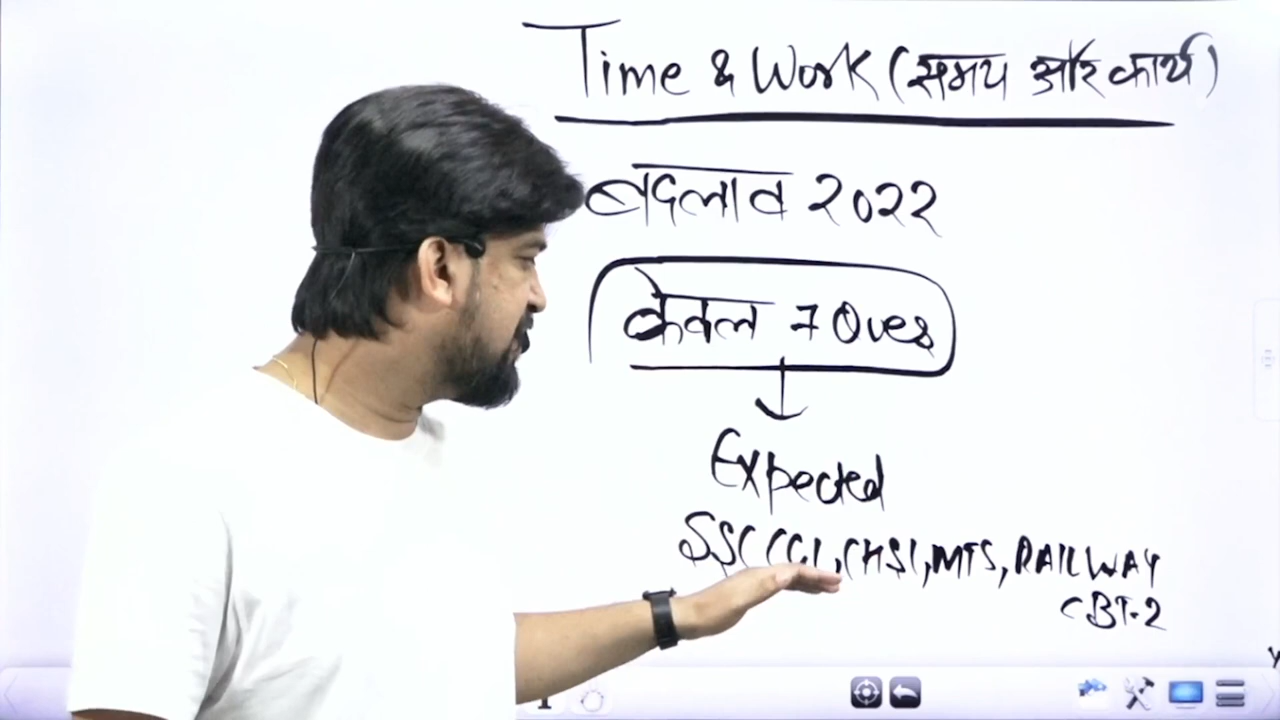 Time & Work (समय और कार्य)
बदलाव 2022
केवल 7 Ques
Expected
SSC CGL, CHSL, MTS, RAILWAY
CBT-2